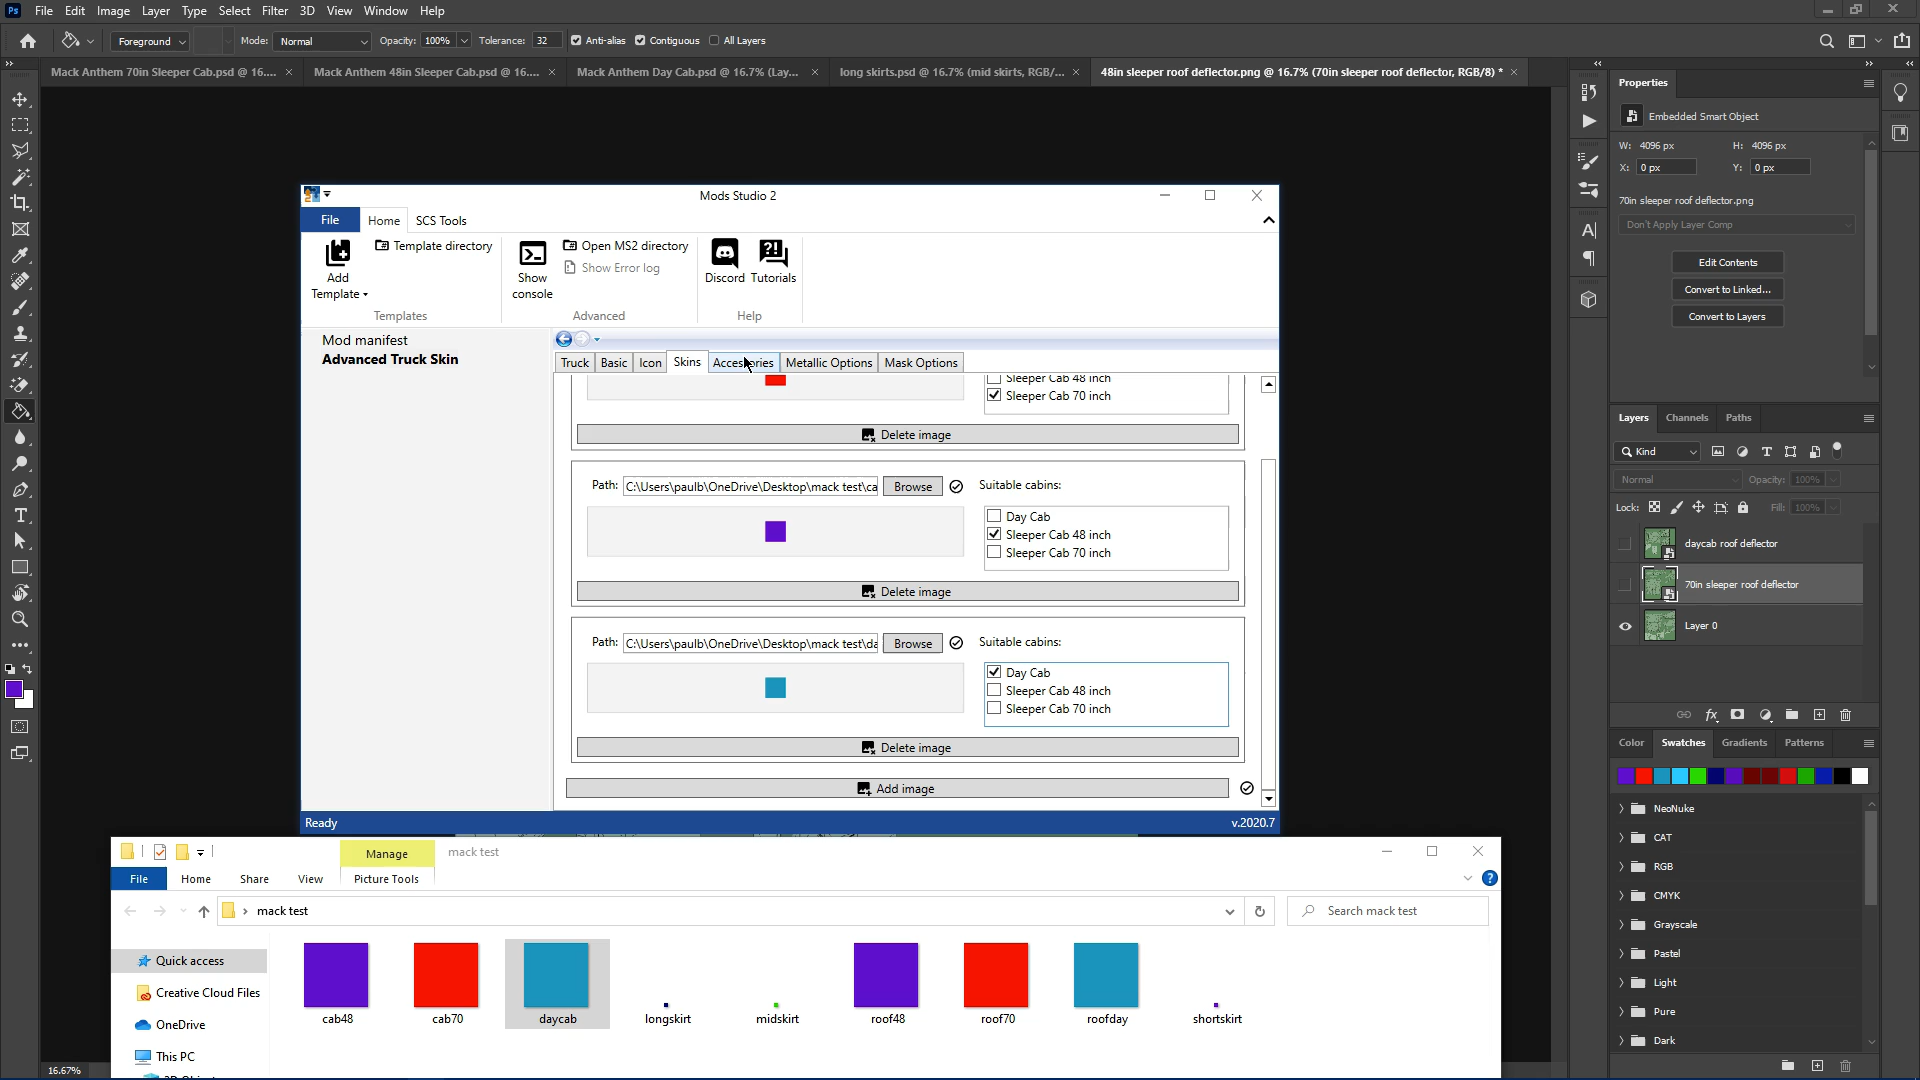 Ps File Edit Image Layer Type Select Filter 3D View Window Help
Foreground Mode: Normal Opacity: 100% Tolerance: 32 Anti-alias Contiguous All Layers
Mack Anthem 70in Sleeper Cab.psd @ 16.... × Mack Anthem 48in Sleeper Cab.psd @ 16.... × Mack Anthem Day Cab.psd @ 16.7% (Lay... × long skirts.psd @ 16.7% (mid skirts, RGB/... × 48in sleeper roof deflector.png @ 16.7% (70in sleeper roof deflector, RGB/8) * ×
Properties
Embedded Smart Object
W: 4096 px H: 4096 px
X: 0 px Y: 0 px
70in sleeper roof deflector.png
Don't Apply Layer Comp
Edit Contents
Convert to Linked...
Convert to Layers
Layers Channels Paths
Kind
Normal Opacity: 100%
Lock: Fill: 100%
daycab roof deflector
70in sleeper roof deflector
Layer 0
Color Swatches Gradients Patterns
NeoNuke
CAT
RGB
CMYK
Grayscale
Pastel
Light
Pure
Dark
Mods Studio 2
File Home SCS Tools
Add
Template
Template directory
Templates
Show
console
Open MS2 directory
Show Error log
Advanced
Discord Tutorials
Help
Mod manifest
Advanced Truck Skin
Truck Basic Icon Skins Accessories Metallic Options Mask Options
Sleeper Cab 48 inch
Sleeper Cab 70 inch
Delete image
Path: C:\Users\paulb\OneDrive\Desktop\mack test\ca Browse Suitable cabins:
Day Cab
Sleeper Cab 48 inch
Sleeper Cab 70 inch
Delete image
Path: C:\Users\paulb\OneDrive\Desktop\mack test\da Browse Suitable cabins:
Day Cab
Sleeper Cab 48 inch
Sleeper Cab 70 inch
Delete image
Add image
Ready v.2020.7
Manage mack test
File Home Share View Picture Tools
mack test Search mack test
Quick access
Creative Cloud Files
OneDrive
This PC
cab48 cab70 daycab longskirt midskirt roof48 roof70 roofday shortskirt
16.67%